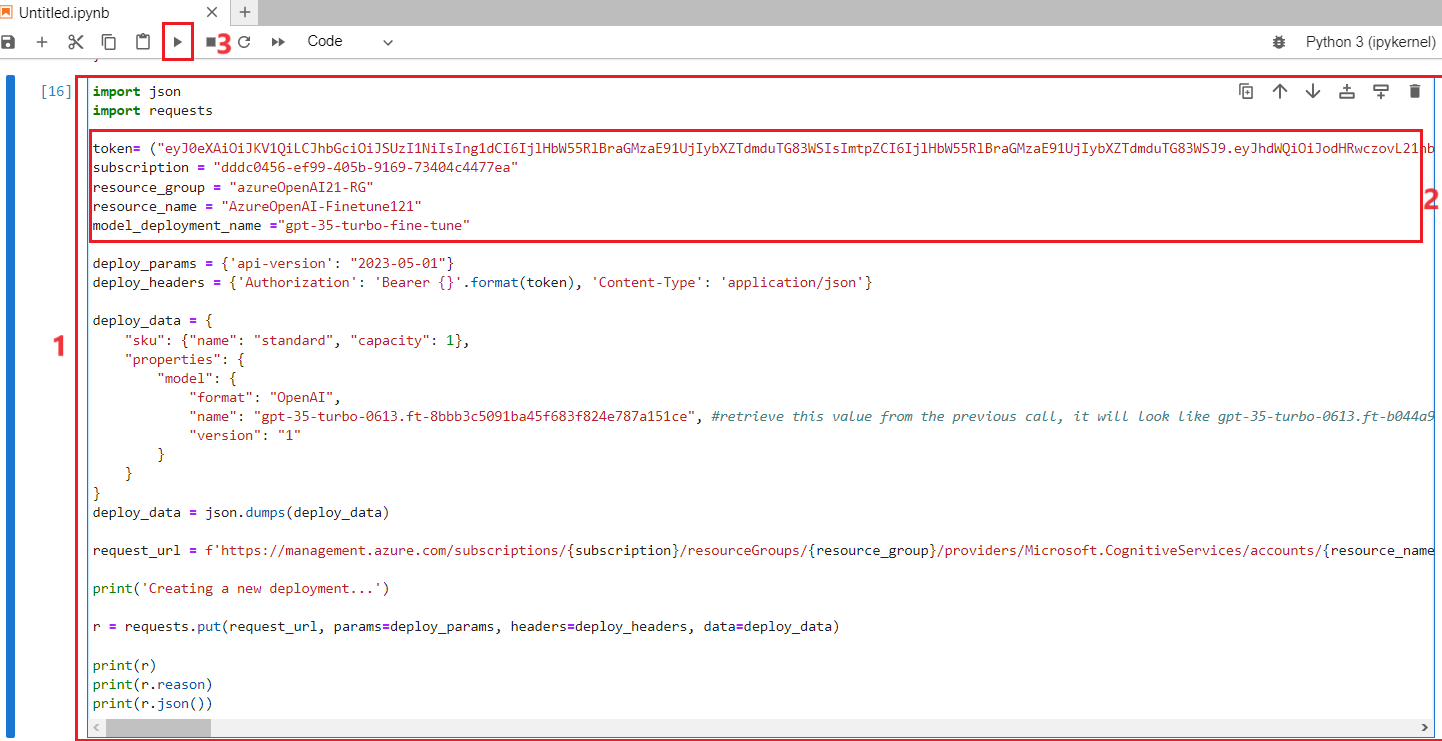 Untitled.ipynb
3
Code
Python 3 (ipykernel)
[16]
import json
import requests
token= ("eyJ0eXAiOiJKV1QiLCJhbGciOiJSUzI1NiIsIng1dCI6IjlHbW55RlBraGMzaE91UjIybXZTdmduTG83WSIsImtpZCI6IjlHbW55RlBraGMzaE91UjIybXZTdmduTG83WSJ9.eyJhdWQiOiJodHRwczovL21hb
subscription = "dddc0456-ef99-405b-9169-73404c4477ea"
resource_group = "azureOpenAI21-RG"
resource_name = "AzureOpenAI-Finetune121"
model_deployment_name ="gpt-35-turbo-fine-tune"
2
deploy_params = {'api-version': "2023-05-01"}
deploy_headers = {'Authorization': 'Bearer {}'.format(token), 'Content-Type': 'application/json'}
deploy_data = {
"sku": {"name": "standard", "capacity": 1},
1
"properties": {
"model": {
"format": "OpenAI",
"name": "gpt-35-turbo-0613.ft-8bbb3c5091ba45f683f824e787a151ce", #retrieve this value from the previous call, it will look like gpt-35-turbo-0613.ft-b044a9
"version": "1"
}
}
}
deploy_data = json.dumps(deploy_data)
request_url = f'https://management.azure.com/subscriptions/{subscription}/resourceGroups/{resource_group}/providers/Microsoft.CognitiveServices/accounts/{resource_name
print('Creating a new deployment...')
r = requests.put(request_url, params=deploy_params, headers=deploy_headers, data=deploy_data)
print(r)
print(r.reason)
print(r.json())